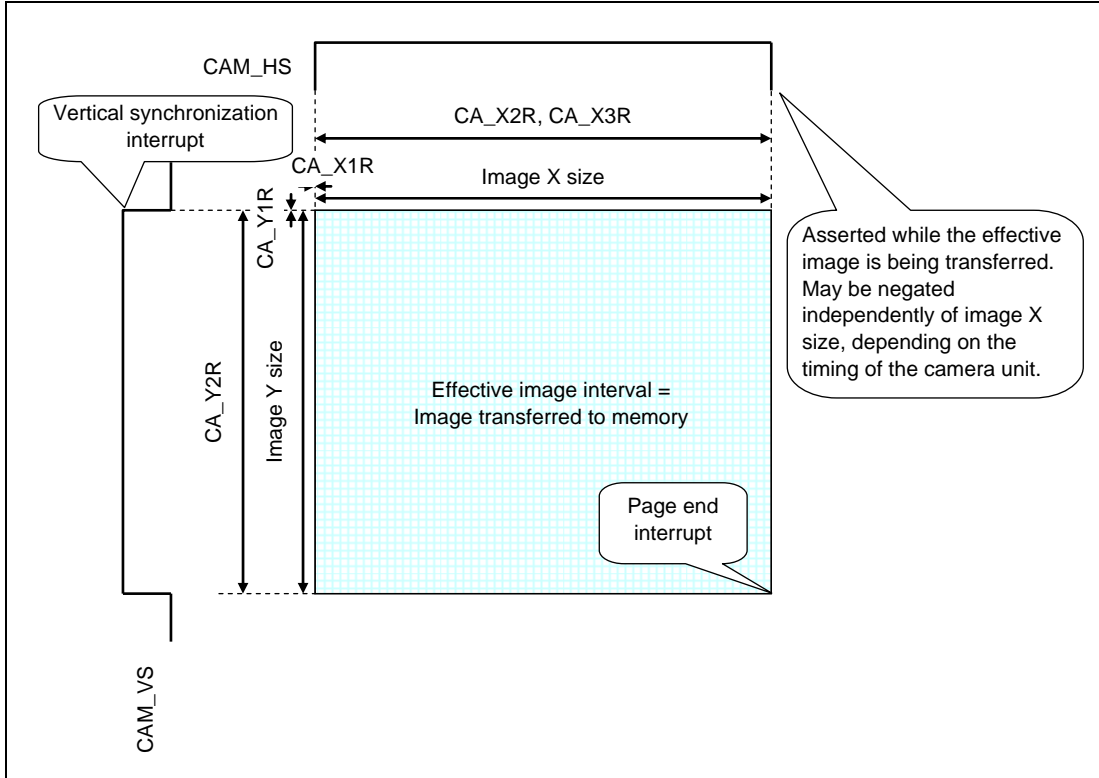 CAM_HS
Vertical synchronization
interrupt
CA_X2R, CA_X3R
CA_X1R
Image X size
CA_Y1R
CA_Y2R
Image Y size
Asserted while the effective
image is being transferred.
May be negated
independently of image X
size, depending on the
timing of the camera unit.
Effective image interval =
Image transferred to memory
Page end
interrupt
CAM_VS